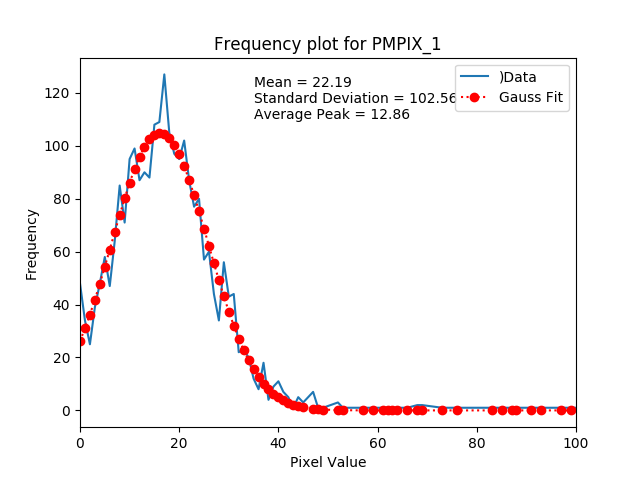 Frequency plot for PMPIX_1
Mean = 22.19
Standard Deviation = 102.56
Average Peak = 12.86
)Data
Gauss Fit
Frequency
120
100
80
60
40
20
0
0 20 40 60 80 100
Pixel Value